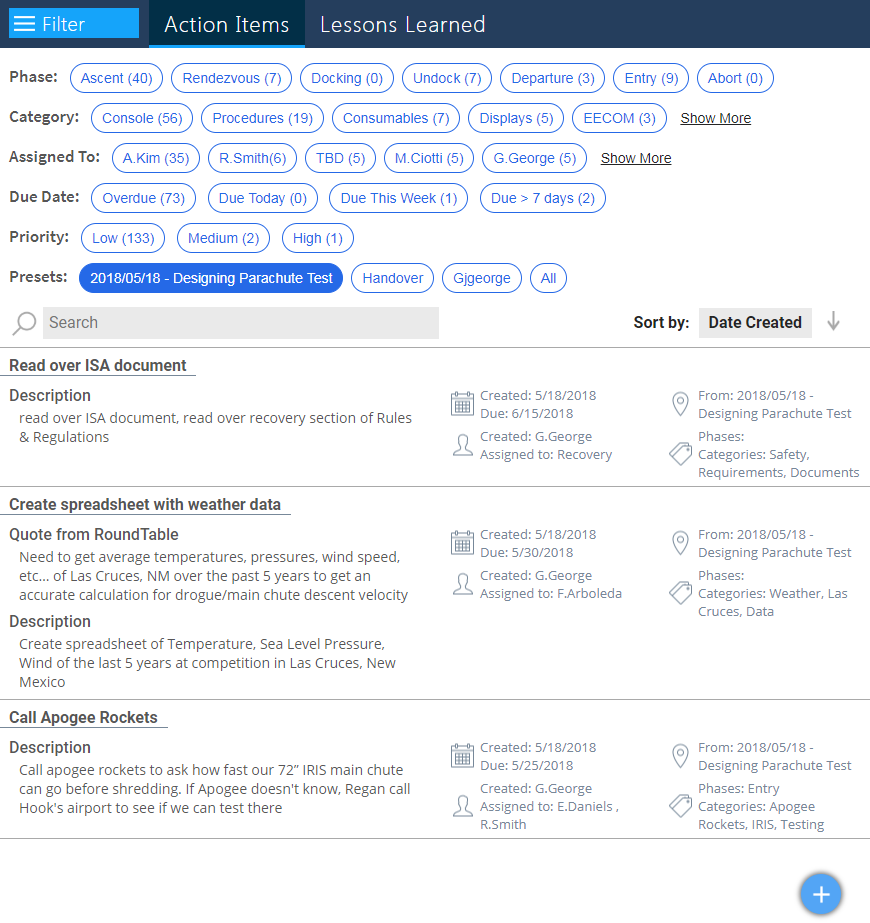 Filter Action Items Lessons Learned
Phase: Ascent (40) Rendezvous (7) Docking (0) Undock (7) Departure (3) Entry (9) Abort (0)
Category: Console (56) Procedures (19) Consumables (7) Displays (5) EECOM (3) Show More
Assigned To: A.Kim (35) R.Smith(6) TBD (5) M.Ciotti (5) G.George (5) Show More
Due Date: Overdue (73) Due Today (0) Due This Week (1) Due > 7 days (2)
Priority: Low (133) Medium (2) High (1)
Presets: 2018/05/18 - Designing Parachute Test Handover Gjgeorge All
Search Sort by: Date Created
Read over ISA document
Description
read over ISA document, read over recovery section of Rules
& Regulations
Created: 5/18/2018
Due: 6/15/2018
Created: G.George
Assigned to: Recovery
From: 2018/05/18 -
Designing Parachute Test
Phases:
Categories: Safety,
Requirements, Documents
Create spreadsheet with weather data
Quote from RoundTable
Need to get average temperatures, pressures, wind speed,
etc... of Las Cruces, NM over the past 5 years to get an
accurate calculation for drogue/main chute descent velocity
Description
Create spreadsheet of Temperature, Sea Level Pressure,
Wind of the last 5 years at competition in Las Cruces, New
Mexico
Created: 5/18/2018
Due: 5/30/2018
Created: G.George
Assigned to: F.Arboleda
From: 2018/05/18 -
Designing Parachute Test
Phases:
Categories: Weather, Las
Cruces, Data
Call Apogee Rockets
Description
Call apogee rockets to ask how fast our 72” IRIS main chute
can go before shredding. If Apogee doesn't know, Regan call
Hook's airport to see if we can test there
Created: 5/18/2018
Due: 5/25/2018
Created: G.George
Assigned to: E.Daniels ,
R.Smith
From: 2018/05/18 -
Designing Parachute Test
Phases: Entry
Categories: Apogee
Rockets, IRIS, Testing